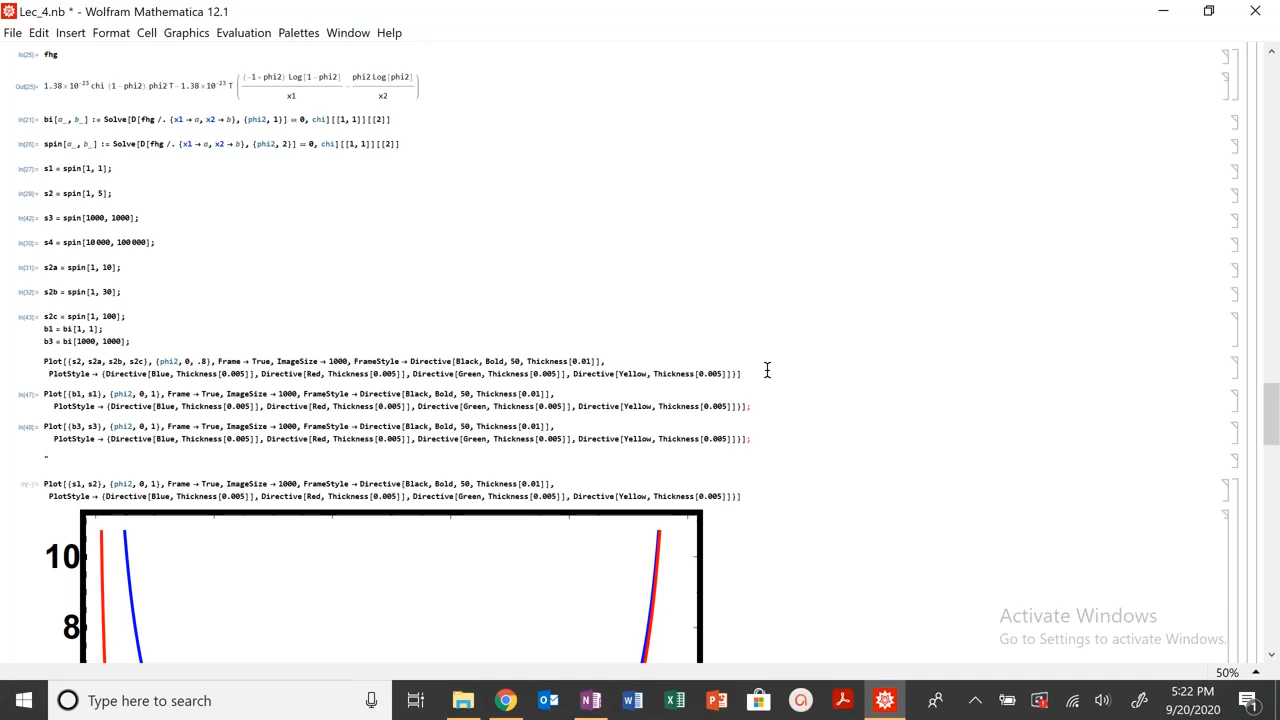 Lec_4.nb * - Wolfram Mathematica 12.1
File Edit Insert Format Cell Graphics Evaluation Palettes Window Help
In[25]:= fhg
Out[25]= 1.38×10^-23 chi (1-phi2) phi2 T-1.38×10^-23 T ((-1+phi2) Log[1-phi2]/x1 - phi2 Log[phi2]/x2)
In[21]:= bi[a_, b_] := Solve[D[fhg /. {x1→a, x2→b}, {phi2, 1}] == 0, chi][[1, 1]][[2]]
In[26]:= spin[a_, b_] := Solve[D[fhg /. {x1→a, x2→b}, {phi2, 2}] == 0, chi][[1, 1]][[2]]
In[27]:= s1 = spin[1, 1];
In[28]:= s2 = spin[1, 5];
In[42]:= s3 = spin[1000, 1000];
In[30]:= s4 = spin[10000, 100000];
In[31]:= s2a = spin[1, 10];
In[32]:= s2b = spin[1, 30];
In[43]:= s2c = spin[1, 100];
b1 = bi[1, 1];
b3 = bi[1000, 1000];
Plot[{s2, s2a, s2b, s2c}, {phi2, 0, .8}, Frame→True, ImageSize→1000, FrameStyle→Directive[Black, Bold, 50, Thickness[0.01]],
PlotStyle→{Directive[Blue, Thickness[0.005]], Directive[Red, Thickness[0.005]], Directive[Green, Thickness[0.005]], Directive[Yellow, Thickness[0.005]]}]
In[47]:= Plot[{b1, s1}, {phi2, 0, 1}, Frame→True, ImageSize→1000, FrameStyle→Directive[Black, Bold, 50, Thickness[0.01]],
PlotStyle→{Directive[Blue, Thickness[0.005]], Directive[Red, Thickness[0.005]], Directive[Green, Thickness[0.005]], Directive[Yellow, Thickness[0.005]]}];
In[48]:= Plot[{b3, s3}, {phi2, 0, 1}, Frame→True, ImageSize→1000, FrameStyle→Directive[Black, Bold, 50, Thickness[0.01]],
PlotStyle→{Directive[Blue, Thickness[0.005]], Directive[Red, Thickness[0.005]], Directive[Green, Thickness[0.005]], Directive[Yellow, Thickness[0.005]]}];
"
In[*]:= Plot[{s1, s2}, {phi2, 0, 1}, Frame→True, ImageSize→1000, FrameStyle→Directive[Black, Bold, 50, Thickness[0.01]],
PlotStyle→{Directive[Blue, Thickness[0.005]], Directive[Red, Thickness[0.005]], Directive[Green, Thickness[0.005]], Directive[Yellow, Thickness[0.005]]}]
10
8
Activate Windows
Go to Settings to activate Windows.
50%
Type here to search
5:22 PM
9/20/2020
1